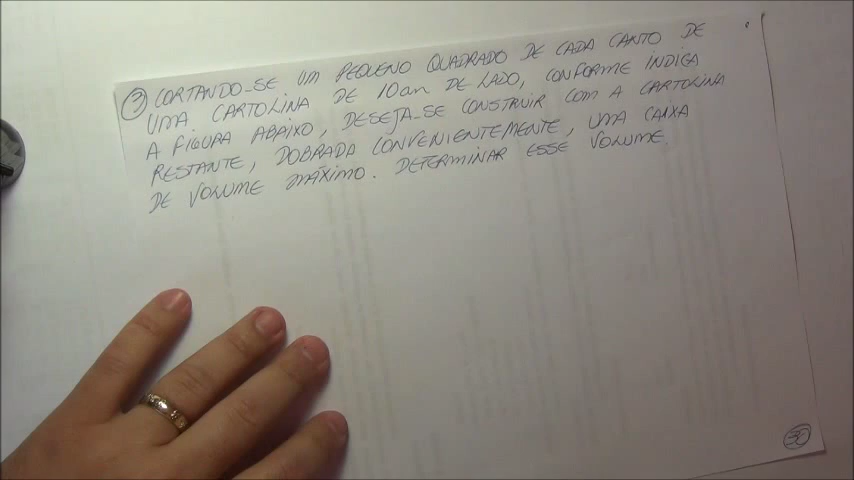 ③ CORTANDO-SE UM PEQUENO QUADRADO DE CADA CANTO DE
UMA CARTOLINA DE 10cm DE LADO, CONFORME INDICA
A FIGURA ABAIXO, DESEJA-SE CONSTRUIR COM A CARTOLINA
RESTANTE, DOBRADA CONVENIENTEMENTE, UMA CAIXA
DE VOLUME MÁXIMO. DETERMINAR ESSE VOLUME.